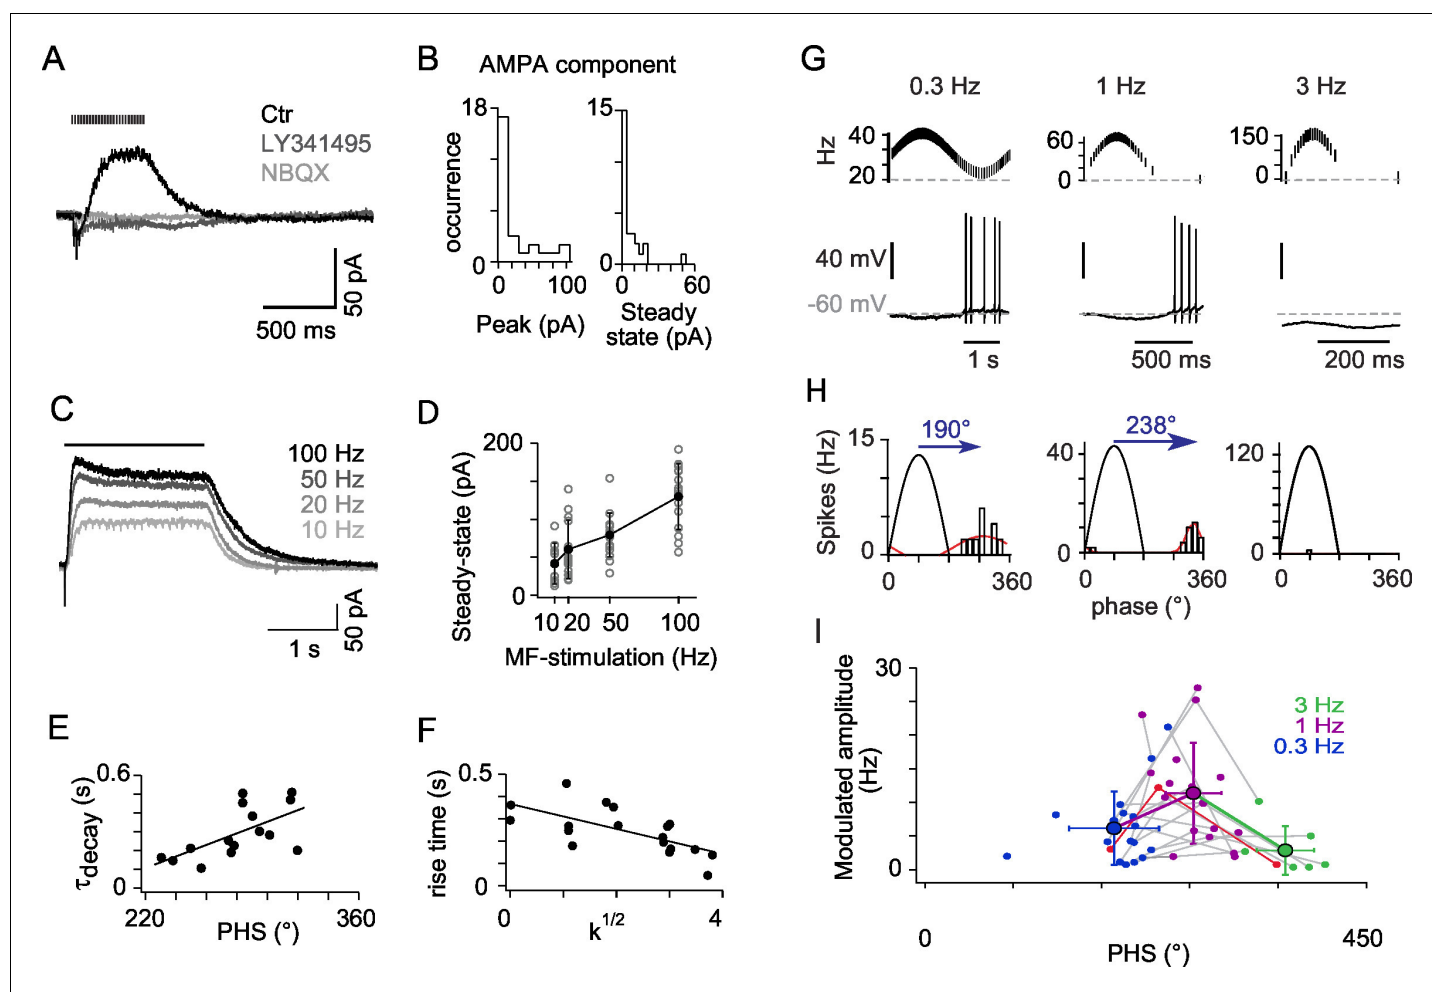 A
Ctr
LY341495
NBQX
50 pA
500 ms
B
AMPA component
18
15
occurrence
0
0
0
100
0
60
Peak (pA)
Steady
state (pA)
C
100 Hz
50 Hz
20 Hz
10 Hz
50 pA
1 s
D
200
Steady-state (pA)
0
10 20 50 100
MF-stimulation (Hz)
E
0.6
τdecay (s)
0
220
360
PHS (°)
F
0.5
rise time (s)
0
0
4
k1/2
G
0.3 Hz
1 Hz
3 Hz
Hz
40
20
60
0
150
0
40 mV
-60 mV
1 s
500 ms
200 ms
H
190°
238°
15
Spikes (Hz)
0
40
0
120
0
0
360
0
360
0
360
phase (°)
I
30
Modulated amplitude
(Hz)
0
3 Hz
1 Hz
0.3 Hz
0
450
PHS (°)